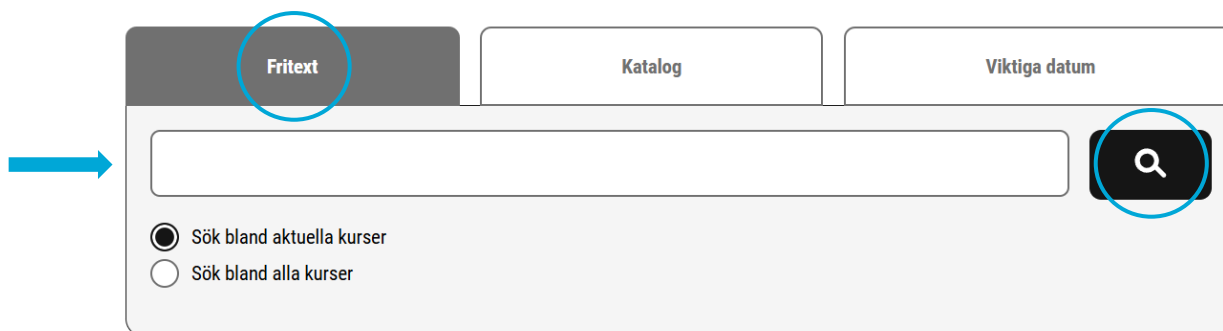 Fritext
Katalog
Viktiga datum
Sök bland aktuella kurser
Sök bland alla kurser